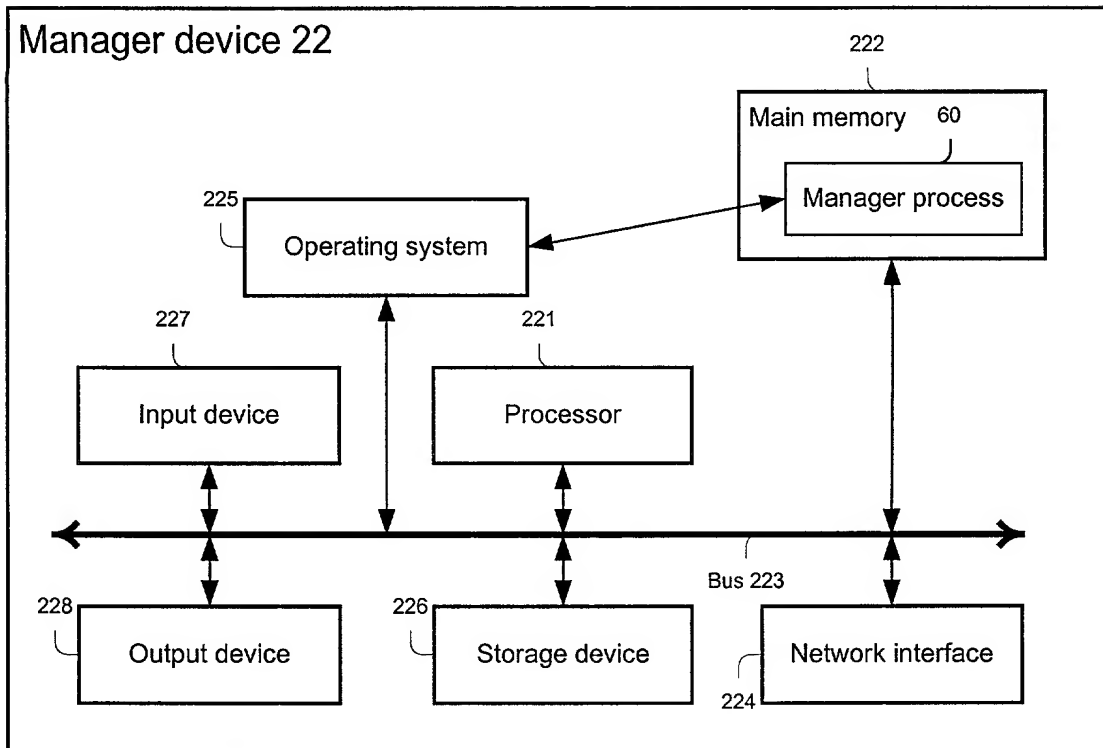 Manager device 22
222
Main memory
60
Manager process
225
Operating system
227
221
Input device
Processor
Bus 223
228
226
Output device
Storage device
Network interface
224